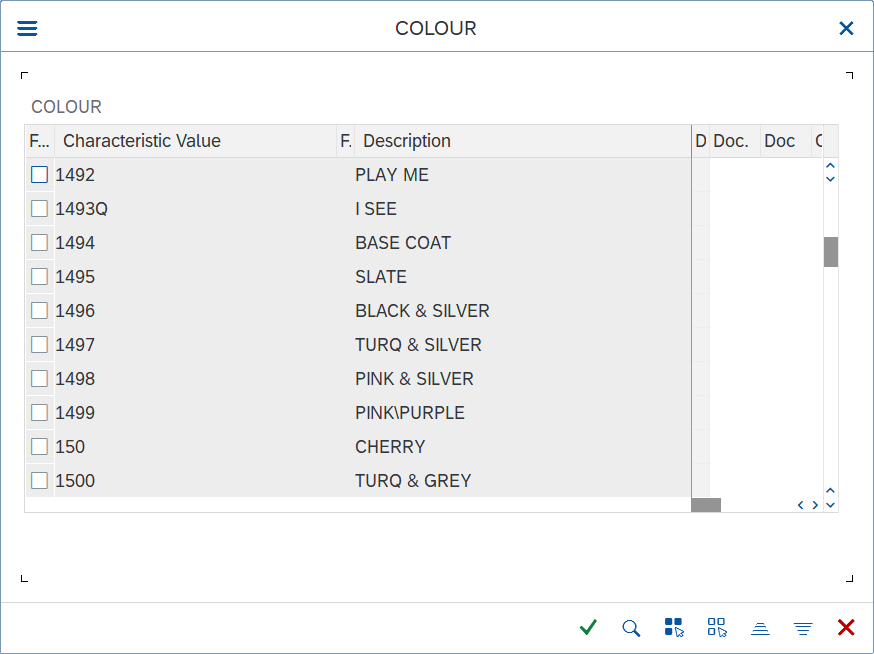 COLOUR
COLOUR
F... Characteristic Value F. Description D Doc. Doc
1492 PLAY ME
1493Q I SEE
1494 BASE COAT
1495 SLATE
1496 BLACK & SILVER
1497 TURQ & SILVER
1498 PINK & SILVER
1499 PINK\PURPLE
150 CHERRY
1500 TURQ & GREY